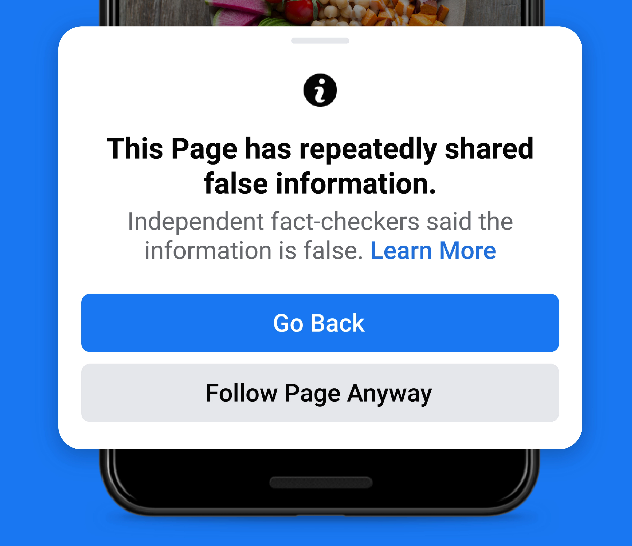 This Page has repeatedly shared
false information.
Independent fact-checkers said the
information is false. Learn More
Go Back
Follow Page Anyway